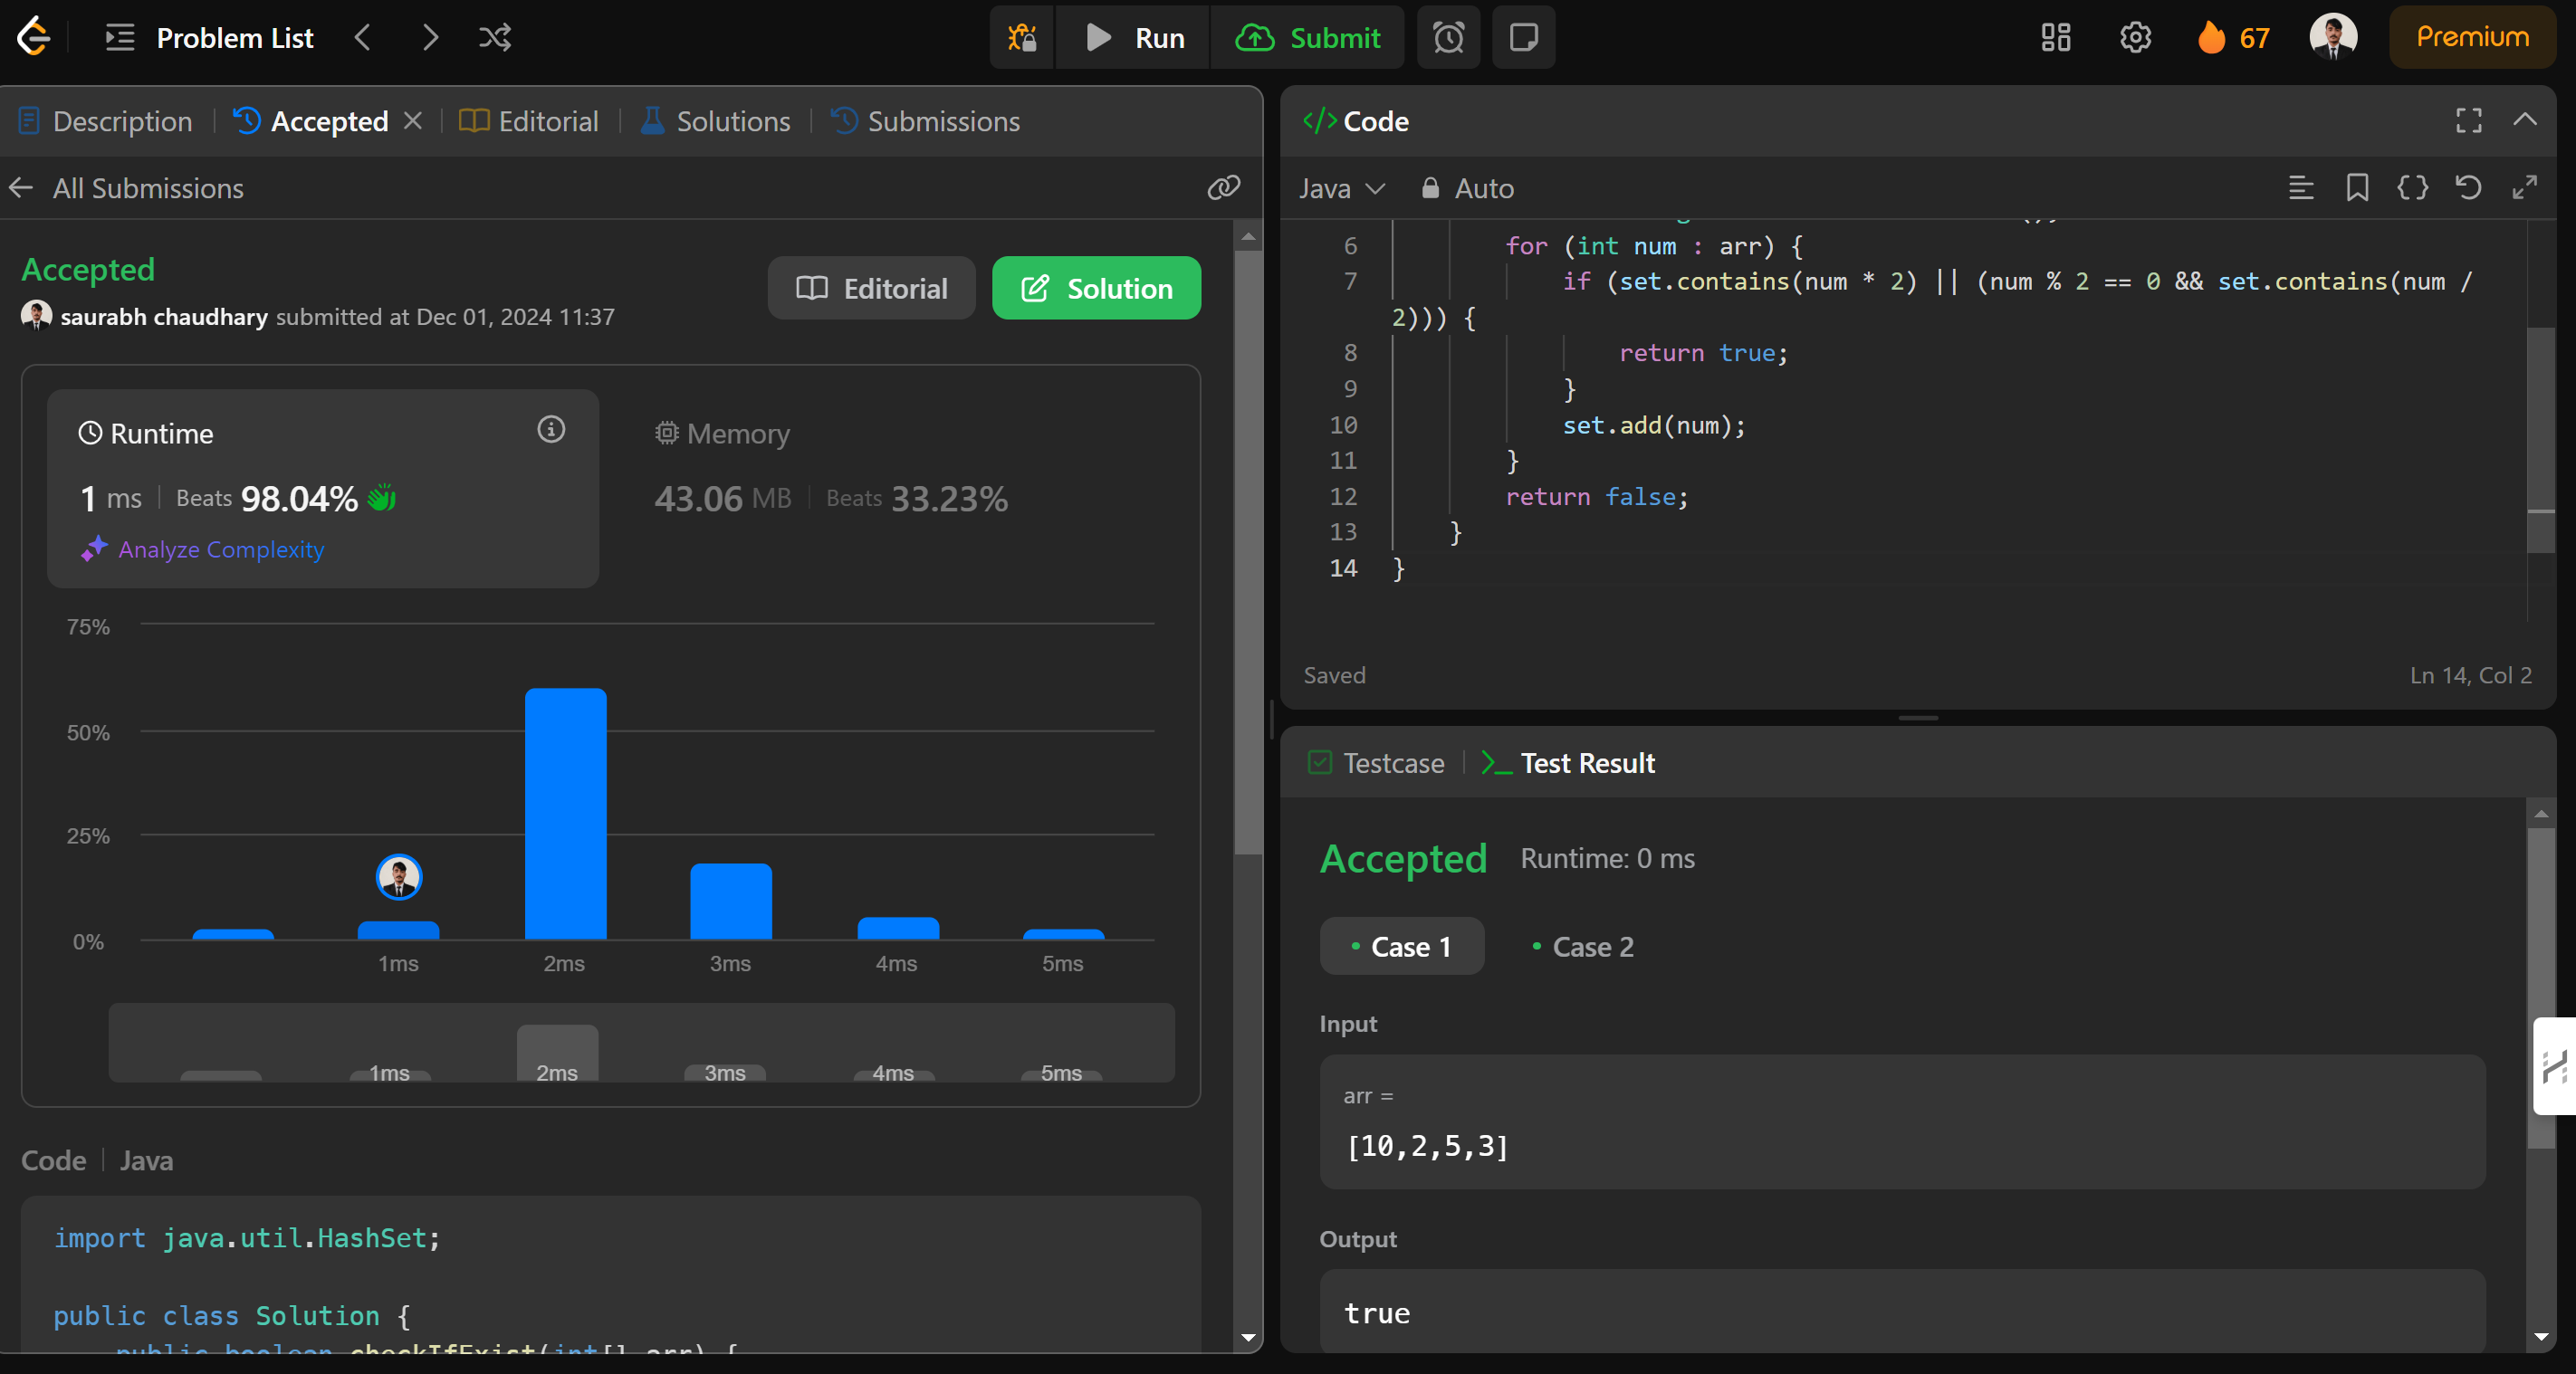 Problem List
Run
Submit
67
Premium
Description
Accepted
Editorial
Solutions
Submissions
All Submissions
Accepted
Editorial
Solution
saurabh chaudhary submitted at Dec 01, 2024 11:37
Runtime
1 ms | Beats 98.04%
Analyze Complexity
Memory
43.06 MB | Beats 33.23%
75%
50%
25%
0%
1ms 2ms 3ms 4ms 5ms
1ms 2ms 3ms 4ms 5ms
Code | Java
import java.util.HashSet;
public class Solution {
public boolean checkIfExist(int[] arr) {
</> Code
Java
Auto
6 for (int num : arr) {
7 if (set.contains(num * 2) || (num % 2 == 0 && set.contains(num /
2))) {
8 return true;
9 }
10 set.add(num);
11 }
12 return false;
13 }
14 }
Saved
Ln 14, Col 2
Testcase
Test Result
Accepted
Runtime: 0 ms
Case 1
Case 2
Input
arr =
[10,2,5,3]
Output
true